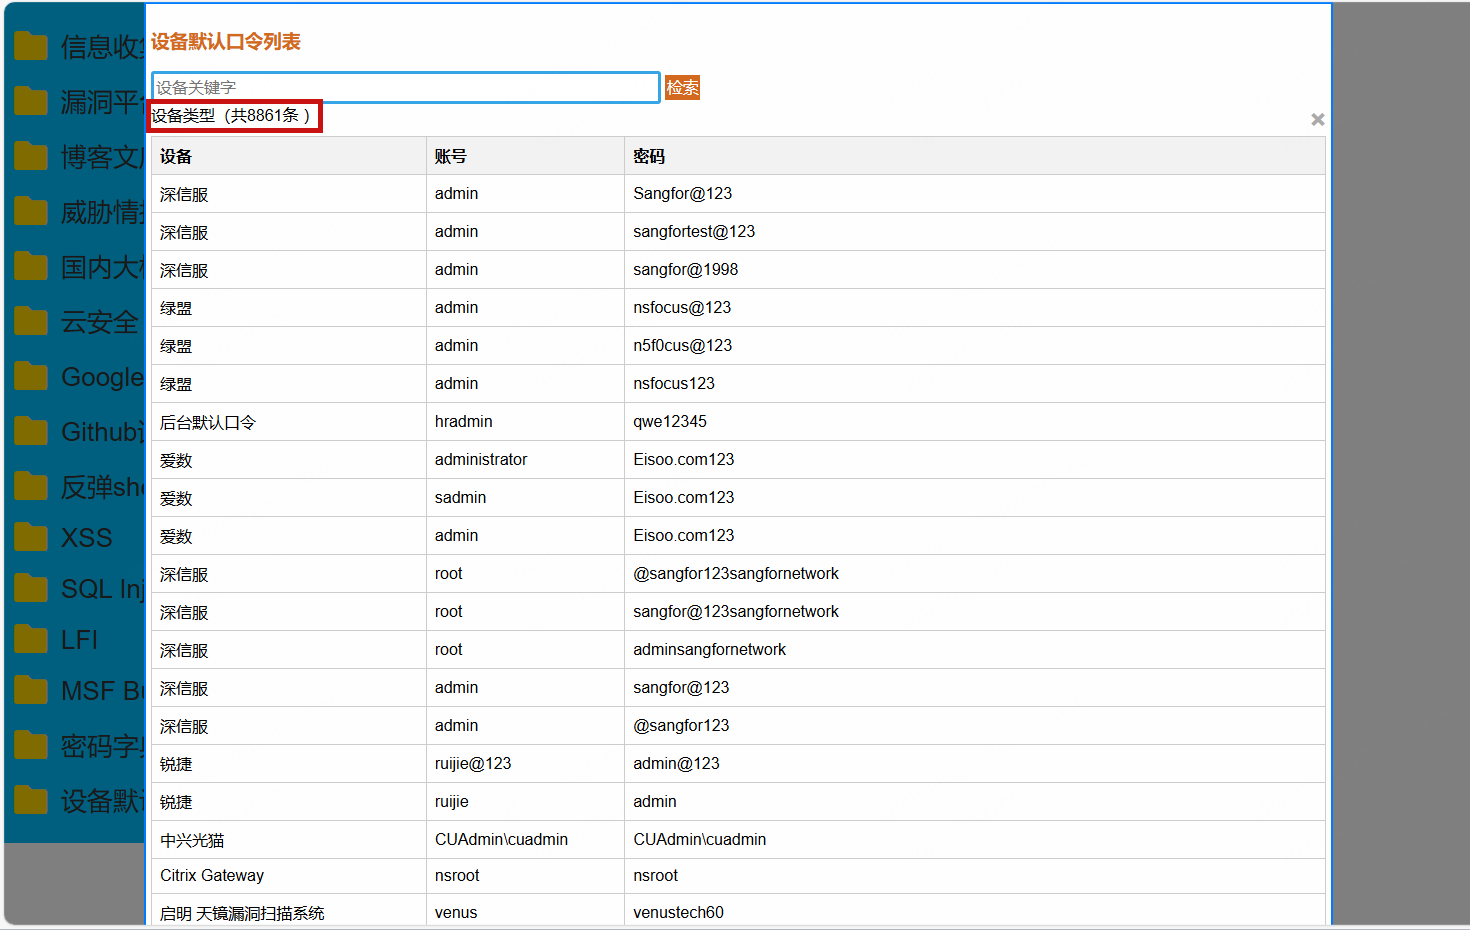 设备默认口令列表
设备关键字 检索
设备类型（共8861条 ）
×
设备 账号 密码
深信服 admin Sangfor@123
深信服 admin sangfortest@123
深信服 admin sangfor@1998
绿盟 admin nsfocus@123
绿盟 admin n5f0cus@123
绿盟 admin nsfocus123
后台默认口令 hradmin qwe12345
爱数 administrator Eisoo.com123
爱数 sadmin Eisoo.com123
爱数 admin Eisoo.com123
深信服 root @sangfor123sangfornetwork
深信服 root sangfor@123sangfornetwork
深信服 root adminsangfornetwork
深信服 admin sangfor@123
深信服 admin @sangfor123
锐捷 ruijie@123 admin@123
锐捷 ruijie admin
中兴光猫 CUAdmin\cuadmin CUAdmin\cuadmin
Citrix Gateway nsroot nsroot
启明 天镜漏洞扫描系统 venus venustech60
信息收
漏洞平
博客文
威胁情
国内大
云安全
Google
Github
反弹sh
XSS
SQL In
LFI
MSF B
密码字
设备默